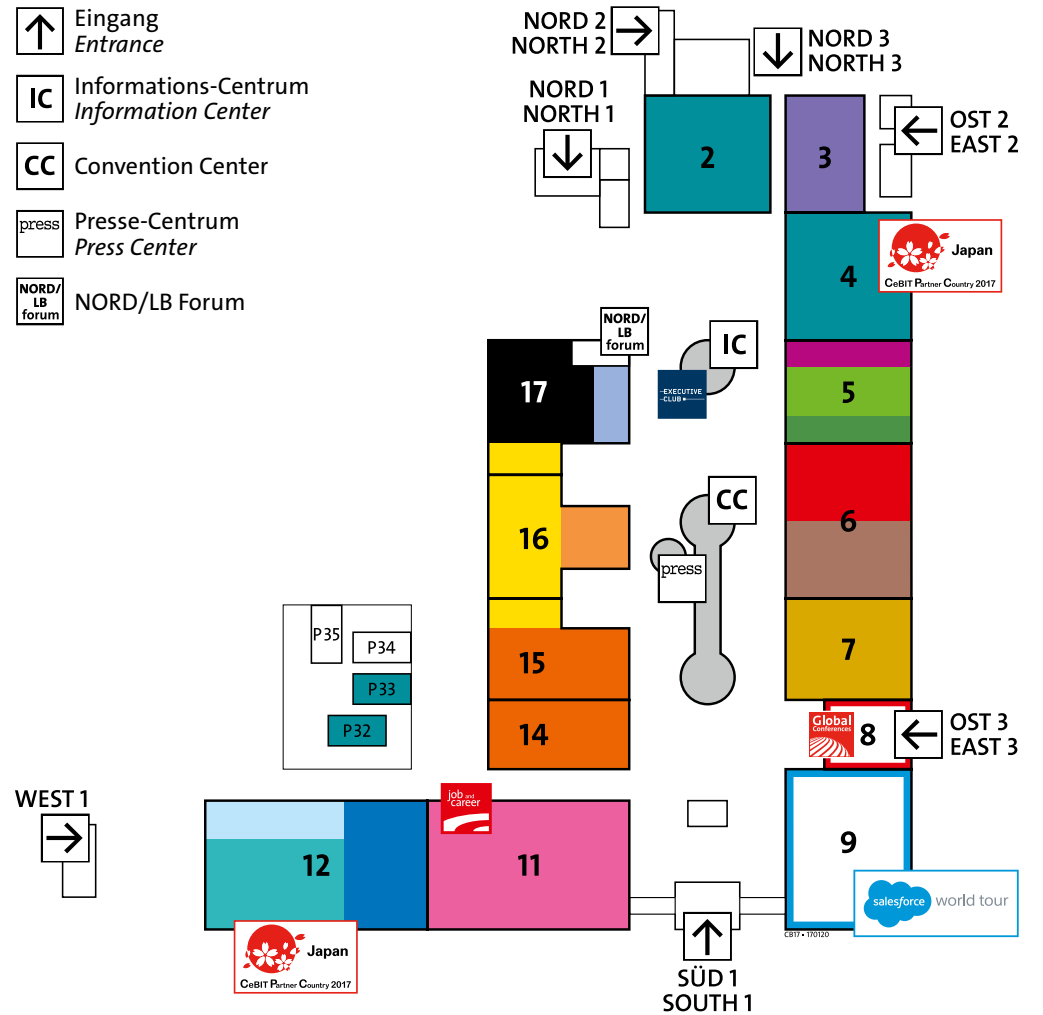 Eingang
Entrance
IC
Informations-Centrum
Information Center
CC
Convention Center
press
Presse-Centrum
Press Center
NORD/
LB
forum
NORD/LB Forum
NORD 2
NORTH 2
NORD 3
NORTH 3
NORD 1
NORTH 1
OST 2
EAST 2
2
3
4
Japan
CeBIT Partner Country 2017
NORD/
LB
forum
IC
EXECUTIVE
CLUB
17
5
CC
16
6
press
P35
P34
P33
P32
15
7
14
Global
Conferences
8
OST 3
EAST 3
WEST 1
job and
career
12
11
9
salesforce world tour
CB17 • 170120
Japan
CeBIT Partner Country 2017
SÜD 1
SOUTH 1